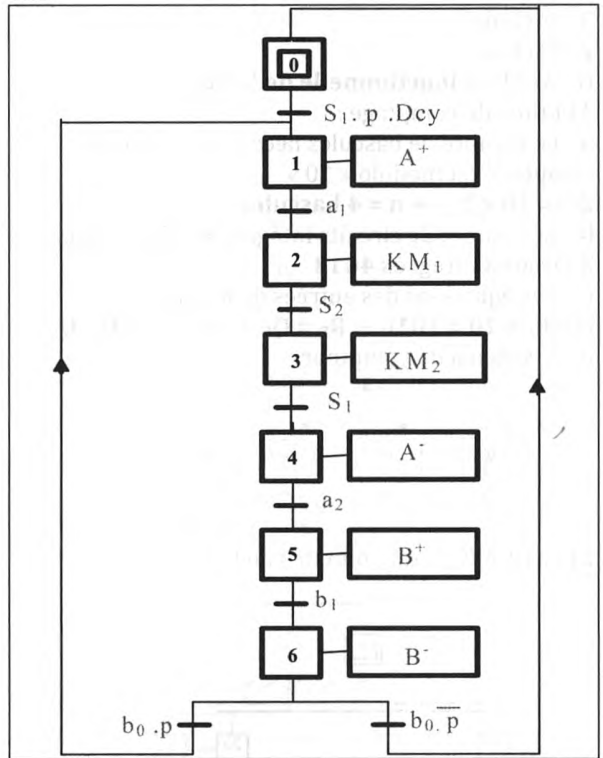 0
S₁.p.Dcy
1 A⁺
a₁
2 KM₁
S₂
3 KM₂
S₁
4 A⁻
a₂
5 B⁺
b₁
6 B⁻
b₀.p b₀.p̅